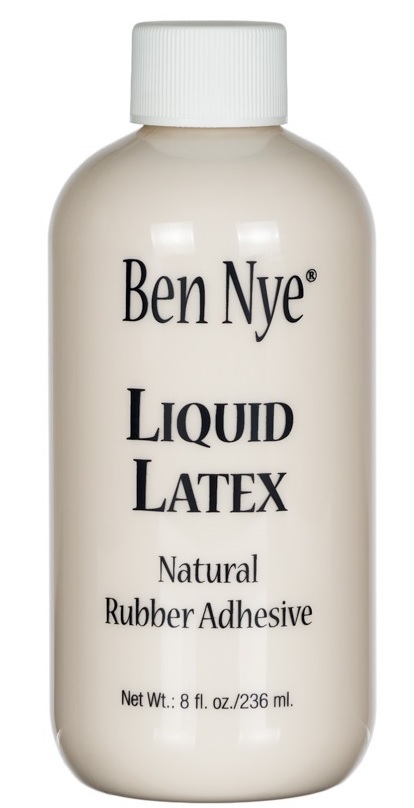 Ben Nye®
LIQUID
LATEX
Natural
Rubber Adhesive
Net Wt.: 8 fl. oz./236 ml.